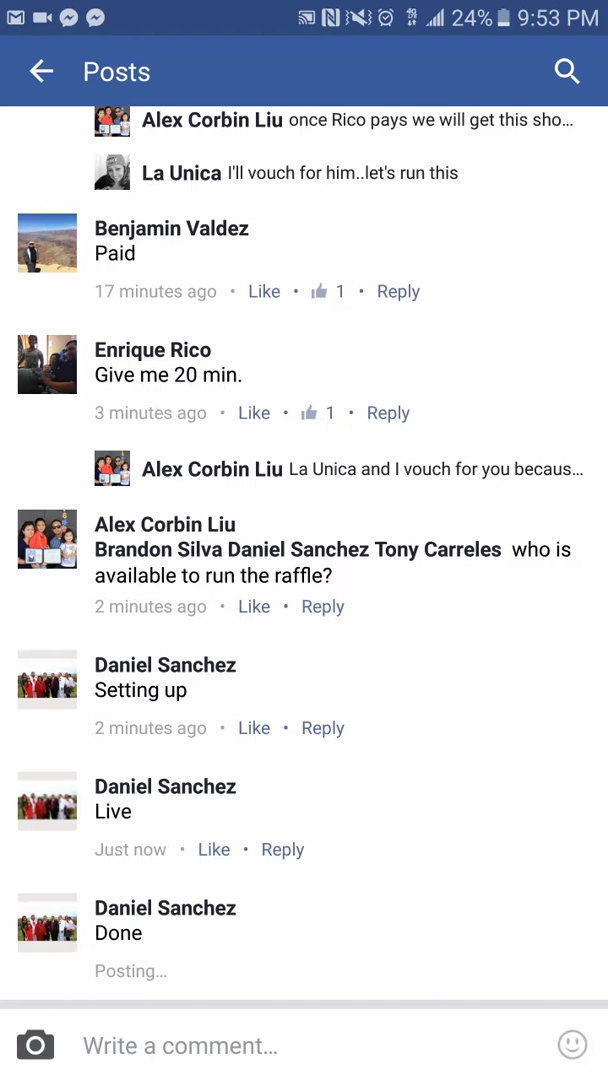 24% 9:53 PM
Posts
Alex Corbin Liu once Rico pays we will get this sho...
La Unica I'll vouch for him..let's run this
Benjamin Valdez
Paid
17 minutes ago • Like • 1 • Reply
Enrique Rico
Give me 20 min.
3 minutes ago • Like • 1 • Reply
Alex Corbin Liu La Unica and I vouch for you becaus...
Alex Corbin Liu
Brandon Silva Daniel Sanchez Tony Carreles who is
available to run the raffle?
2 minutes ago • Like • Reply
Daniel Sanchez
Setting up
2 minutes ago • Like • Reply
Daniel Sanchez
Live
Just now • Like • Reply
Daniel Sanchez
Done
Posting...
Write a comment...